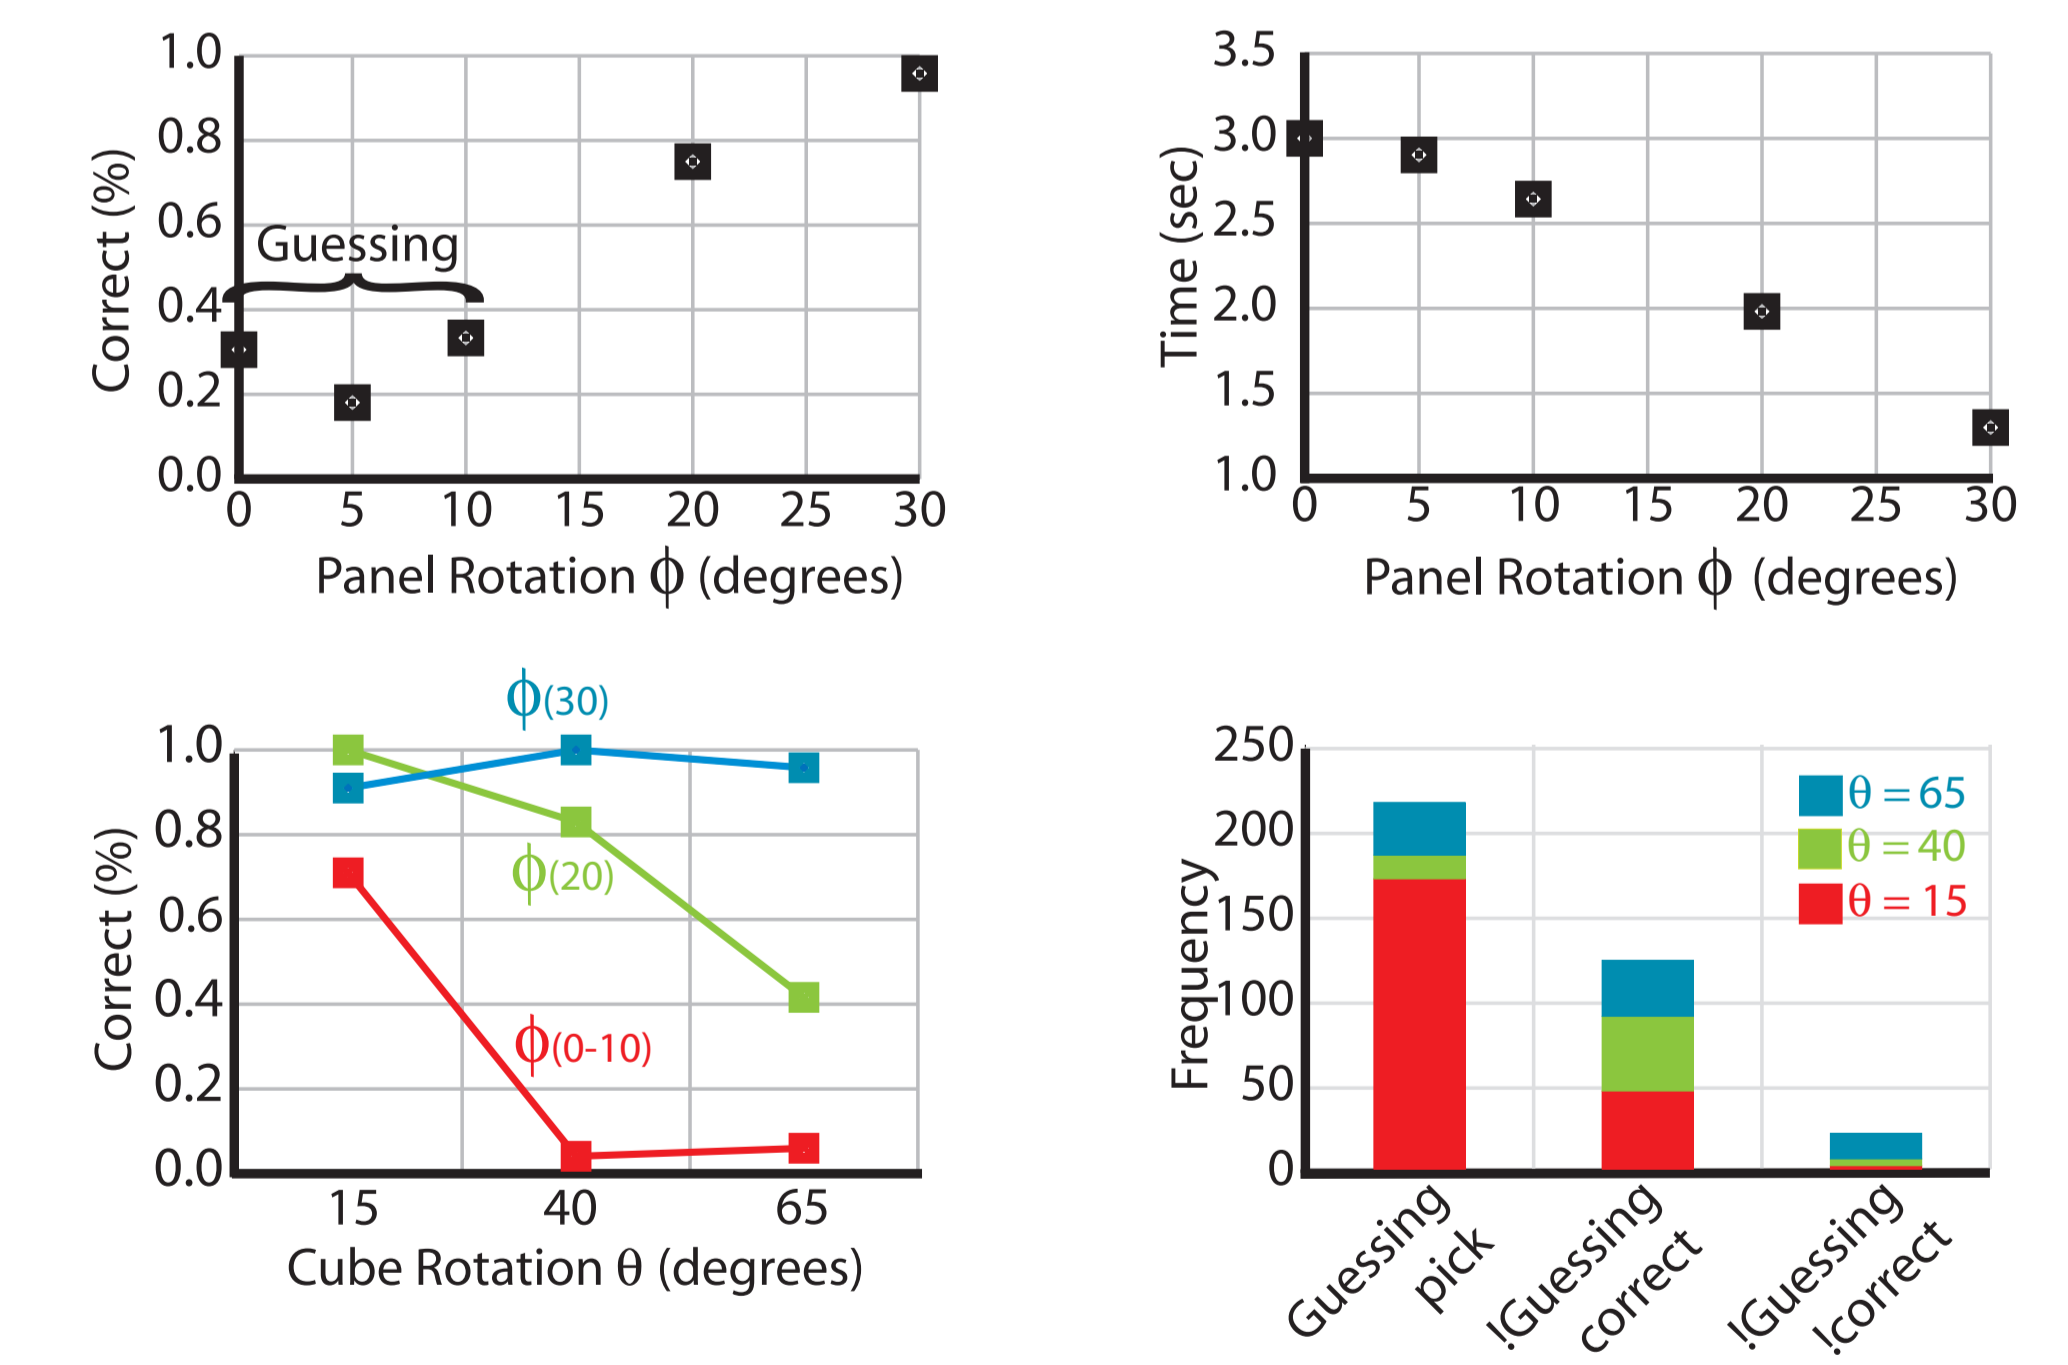 1.0
0.8
0.6
0.4
0.2
0.0
Correct (%)
Guessing
0 5 10 15 20 25 30
Panel Rotation ϕ (degrees)
3.5
3.0
2.5
2.0
1.5
1.0
Time (sec)
0 5 10 15 20 25 30
Panel Rotation ϕ (degrees)
1.0
0.8
0.6
0.4
0.2
0.0
Correct (%)
ϕ(30)
ϕ(20)
ϕ(0-10)
15 40 65
Cube Rotation θ (degrees)
250
200
150
100
50
0
Frequency
θ = 65
θ = 40
θ = 15
Guessing
pick
!Guessing
correct
!Guessing
!correct